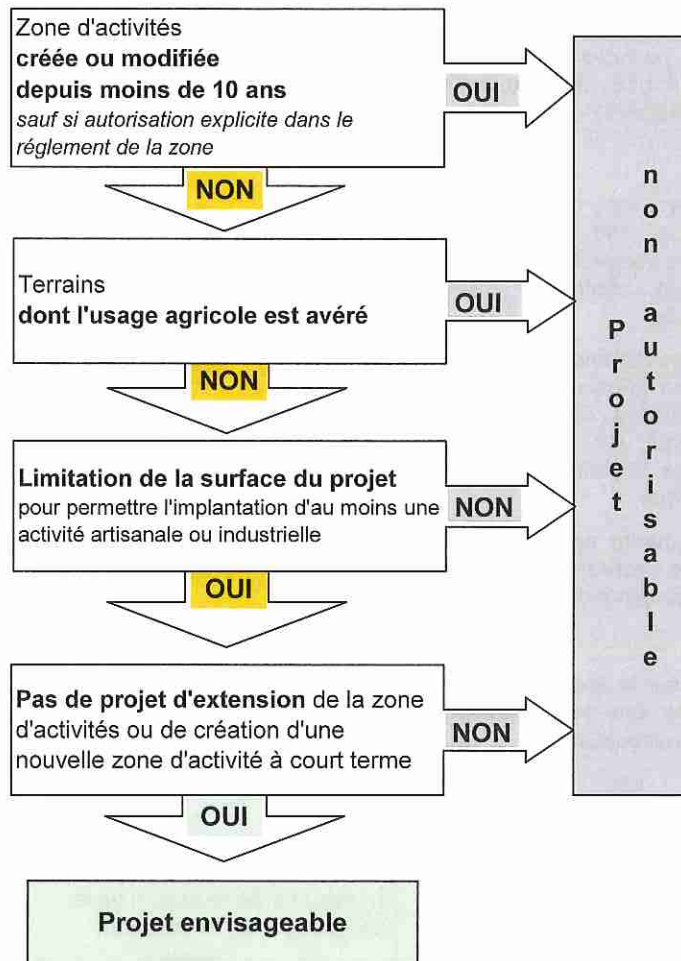 Zone d'activités
créée ou modifiée
depuis moins de 10 ans
sauf si autorisation explicite dans le
réglement de la zone
OUI
NON
Terrains
dont l'usage agricole est avéré
OUI
NON
Limitation de la surface du projet
pour permettre l'implantation d'au moins une
activité artisanale ou industrielle
NON
OUI
Pas de projet d'extension de la zone
d'activités ou de création d'une
nouvelle zone d'activité à court terme
NON
OUI
Projet envisageable
Projet
non autorisable